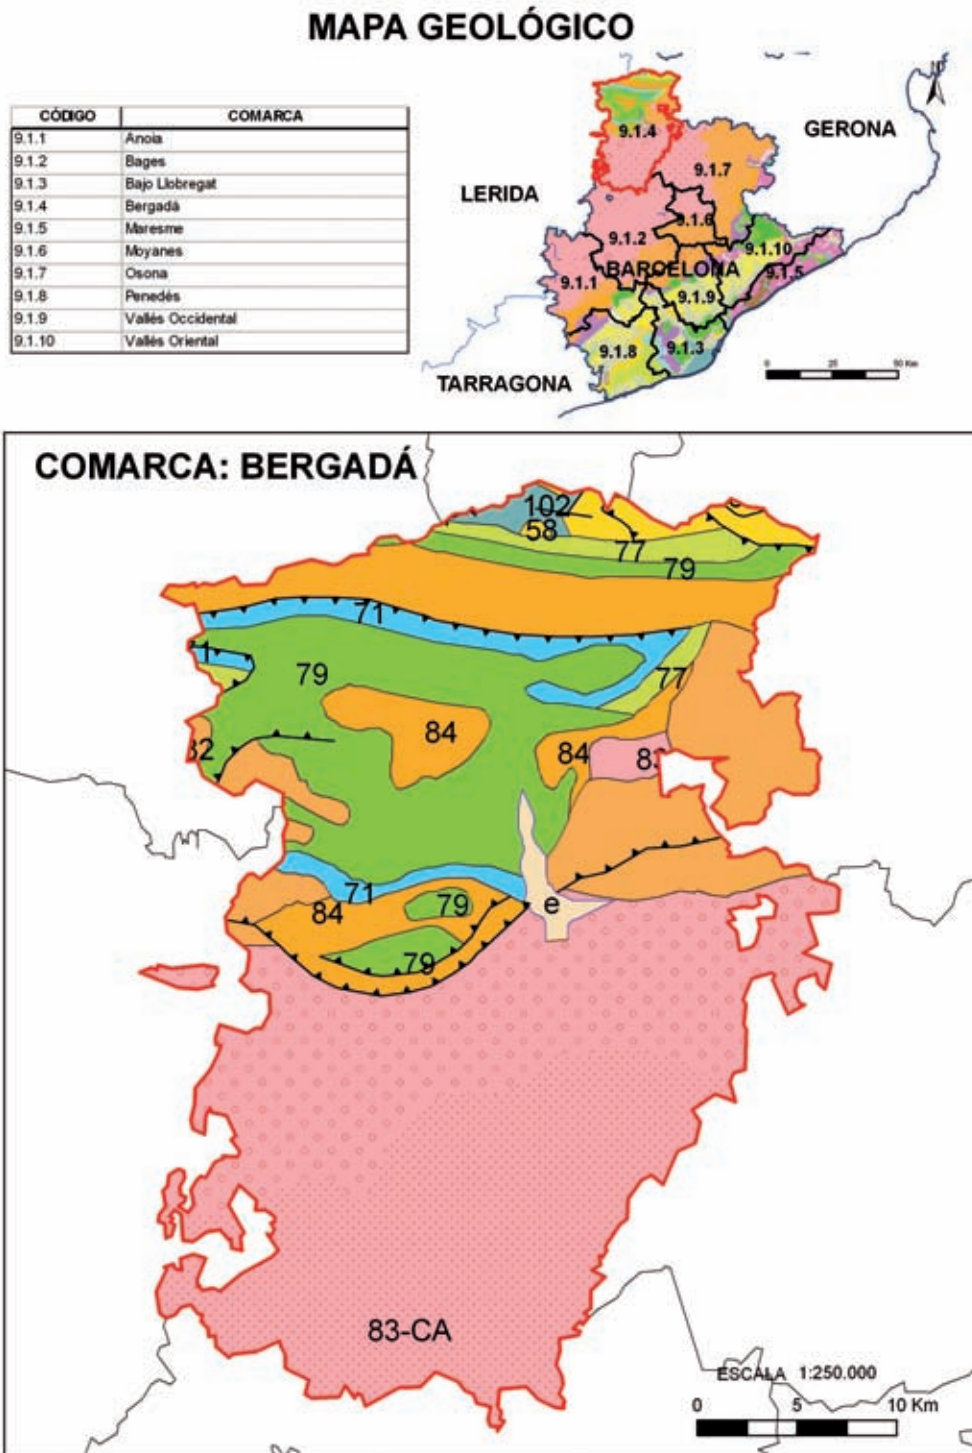 MAPA GEOLÓGICO
CÓDIGO COMARCA
9.1.1 Anoia
9.1.2 Bages
9.1.3 Bajo Llobregat
9.1.4 Bergadá
9.1.5 Maresme
9.1.6 Moyanes
9.1.7 Osona
9.1.8 Penedés
9.1.9 Vallés Occidental
9.1.10 Vallés Oriental
N
GERONA
LERIDA
BARCELONA
TARRAGONA
9.1.4
9.1.7
9.1.6
9.1.2
9.1.10
9.1.5
9.1.1
9.1.9
9.1.8
9.1.3
0 25 50 Km
COMARCA: BERGADÁ
102
58
77
79
71
79
77
84
84
82
71
84
79
e
79
83-CA
ESCALA 1:250.000
0 5 10 Km